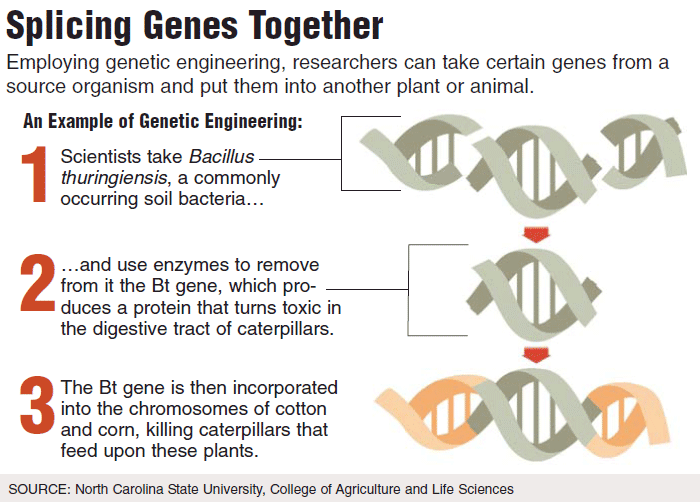 Splicing Genes Together
Employing genetic engineering, researchers can take certain genes from a
source organism and put them into another plant or animal.
An Example of Genetic Engineering:
1 Scientists take Bacillus
thuringiensis, a commonly
occurring soil bacteria…
2 …and use enzymes to remove
from it the Bt gene, which pro-
duces a protein that turns toxic in
the digestive tract of caterpillars.
3 The Bt gene is then incorporated
into the chromosomes of cotton
and corn, killing caterpillars that
feed upon these plants.
SOURCE: North Carolina State University, College of Agriculture and Life Sciences